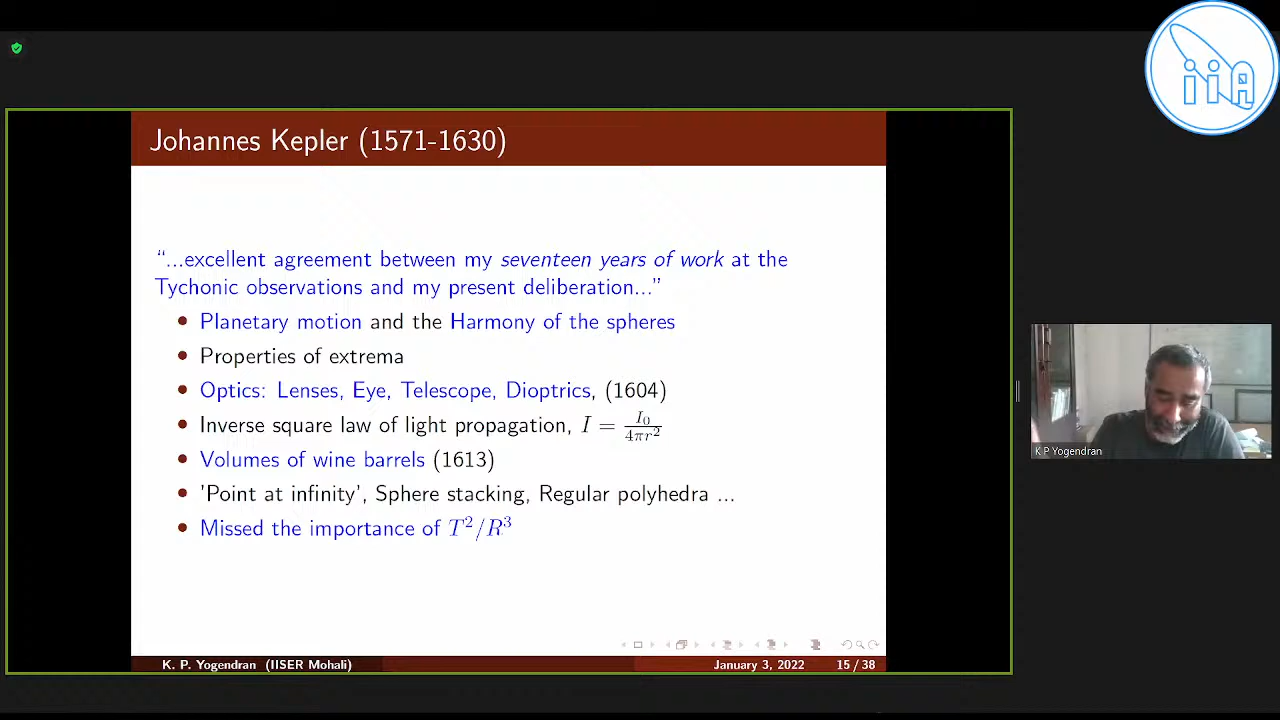 iiA
Johannes Kepler (1571-1630)
“...excellent agreement between my seventeen years of work at the
Tychonic observations and my present deliberation...”
Planetary motion and the Harmony of the spheres
Properties of extrema
Optics: Lenses, Eye, Telescope, Dioptrics, (1604)
Inverse square law of light propagation, I = I₀/4πr²
Volumes of wine barrels (1613)
'Point at infinity', Sphere stacking, Regular polyhedra ...
Missed the importance of T²/R³
K P Yogendran
K. P. Yogendran (IISER Mohali) January 3, 2022 15 / 38